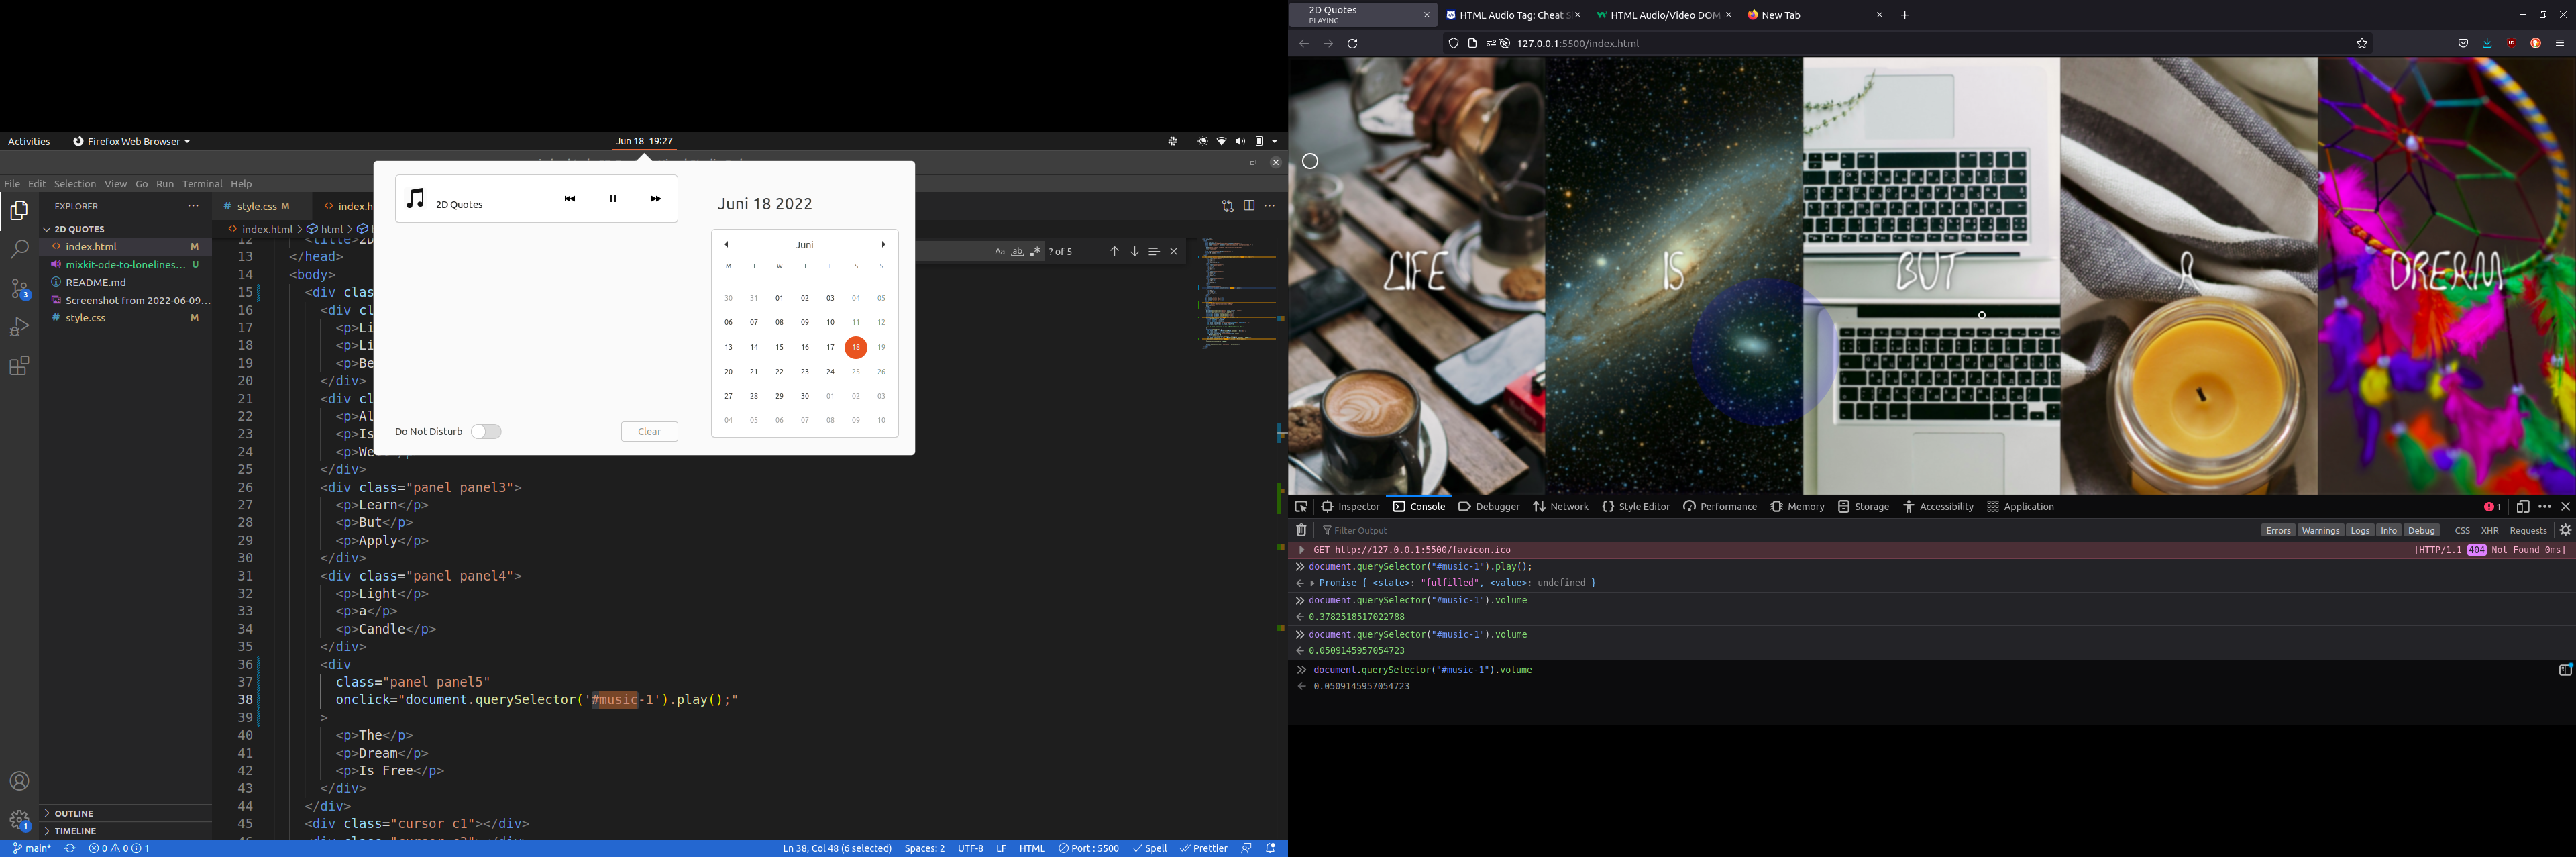 Activities
Firefox Web Browser
Jun 18 19:27
File Edit Selection View Go Run Terminal Help
EXPLORER
2D QUOTES
index.html M
mixkit-ode-to-lonelines... U
README.md
Screenshot from 2022-06-09...
style.css M
OUTLINE
TIMELINE
style.css M
index.h
index.html > html >
Aa ab .* ? of 5
12 <title>2D
13 </head>
14 <body>
15 <div clas
16 <div cl
17 <p>Li
18 <p>Li
19 <p>Be
20 </div>
21 <div cl
22 <p>Al
23 <p>Is
24 <p>We
25 </div>
26 <div class="panel panel3">
27 <p>Learn</p>
28 <p>But</p>
29 <p>Apply</p>
30 </div>
31 <div class="panel panel4">
32 <p>Light</p>
33 <p>a</p>
34 <p>Candle</p>
35 </div>
36 <div
37 class="panel panel5"
38 onclick="document.querySelector('#music-1').play();"
39 >
40 <p>The</p>
41 <p>Dream</p>
42 <p>Is Free</p>
43 </div>
44 </div>
45 <div class="cursor c1"></div>
2D Quotes
Do Not Disturb
Clear
Juni 18 2022
Juni
M T W T F S S
30 31 01 02 03 04 05
06 07 08 09 10 11 12
13 14 15 16 17 18 19
20 21 22 23 24 25 26
27 28 29 30 01 02 03
04 05 06 07 08 09 10
main* 0 0 1
Ln 38, Col 48 (6 selected) Spaces: 2 UTF-8 LF HTML Port : 5500 Spell Prettier
2D Quotes
PLAYING
HTML Audio Tag: Cheat S
HTML Audio/Video DOM
New Tab
127.0.0.1:5500/index.html
LIFE
IS
BUT
A
DREAM
Inspector Console Debugger Network Style Editor Performance Memory Storage Accessibility Application 1
Filter Output
Errors Warnings Logs Info Debug CSS XHR Requests
GET http://127.0.0.1:5500/favicon.ico [HTTP/1.1 404 Not Found 0ms]
document.querySelector("#music-1").play();
Promise { <state>: "fulfilled", <value>: undefined }
document.querySelector("#music-1").volume
0.3782518517022788
document.querySelector("#music-1").volume
0.0509145957054723
document.querySelector("#music-1").volume
0.0509145957054723